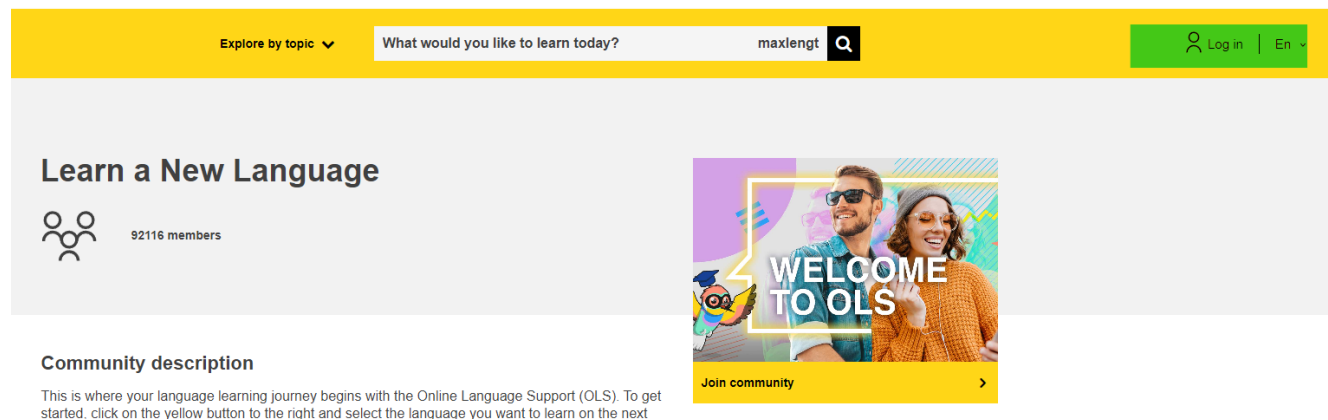 Explore by topic
What would you like to learn today? maxlengt
Log in | En
Learn a New Language
92116 members
WELCOME
TO OLS
Join community
Community description
This is where your language learning journey begins with the Online Language Support (OLS). To get
started, click on the yellow button to the right and select the language you want to learn on the next